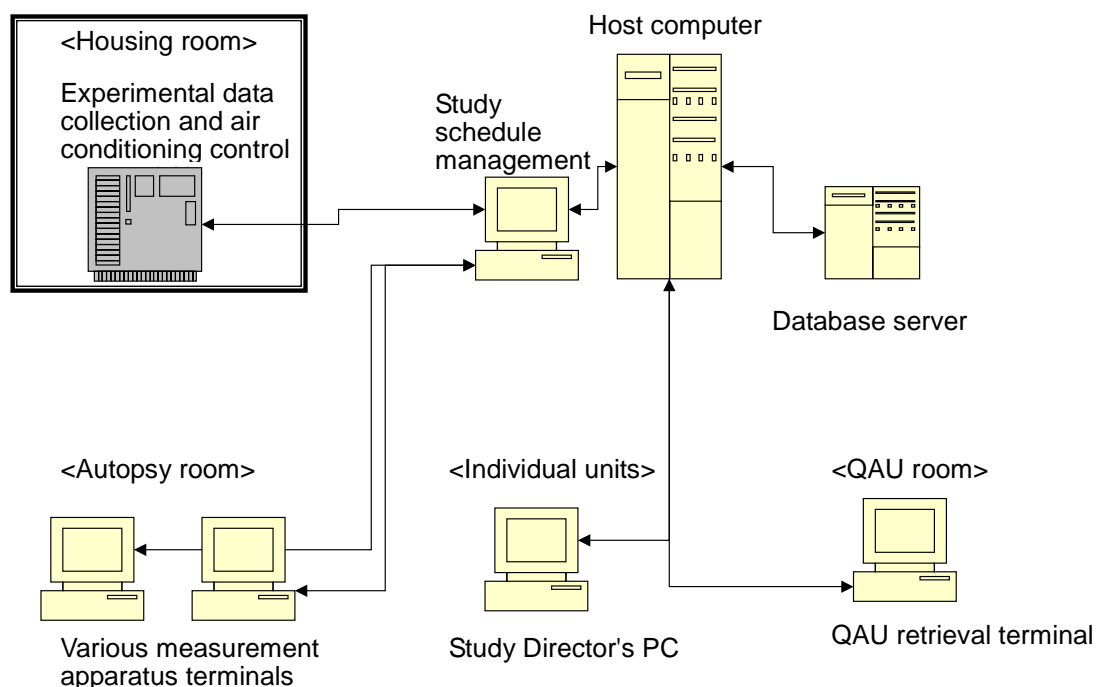 <Housing room>
Experimental data
collection and air
conditioning control
Study
schedule
management
Host computer
Database server
<Autopsy room>
Various measurement
apparatus terminals
<Individual units>
Study Director's PC
<QAU room>
QAU retrieval terminal